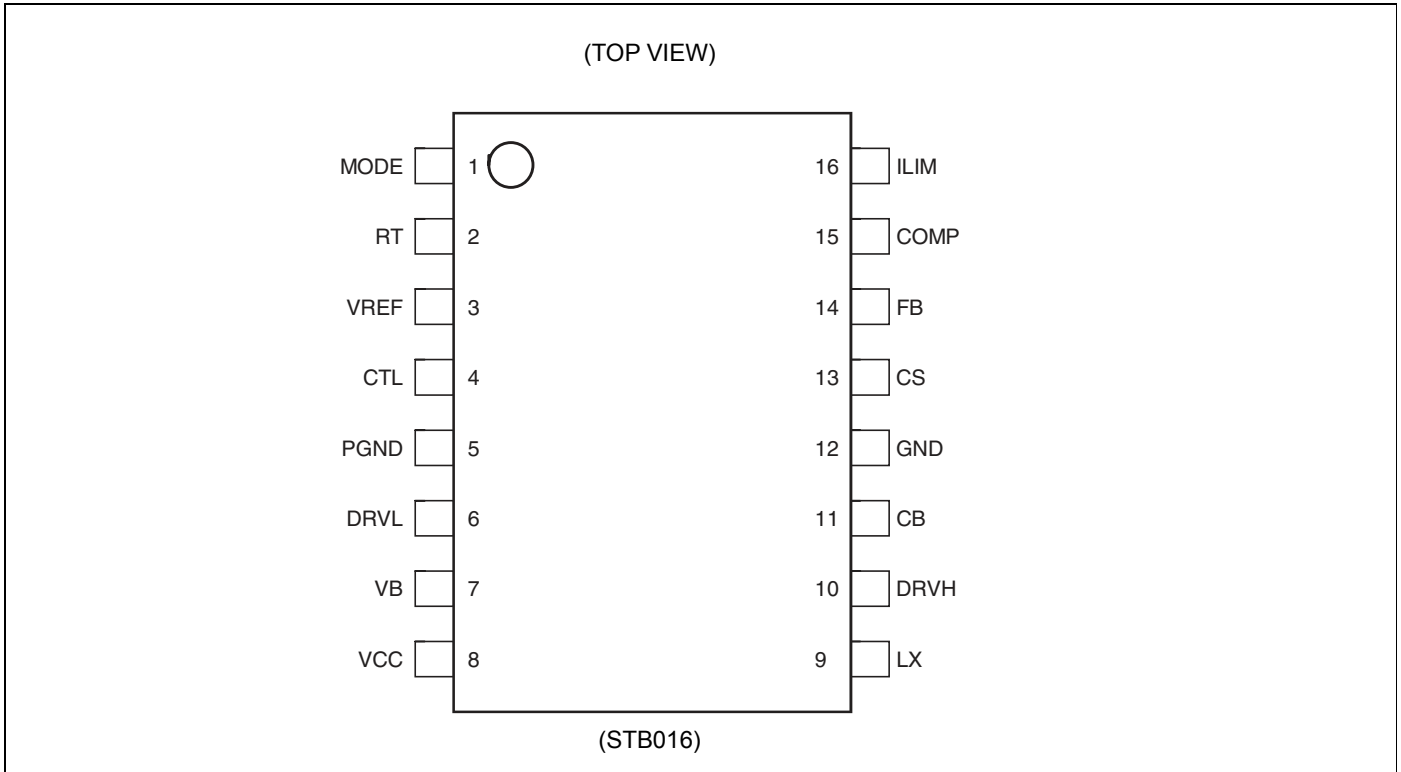 (TOP VIEW)
MODE 1 16 ILIM
RT 2 15 COMP
VREF 3 14 FB
CTL 4 13 CS
PGND 5 12 GND
DRVL 6 11 CB
VB 7 10 DRVH
VCC 8 9 LX
(STB016)